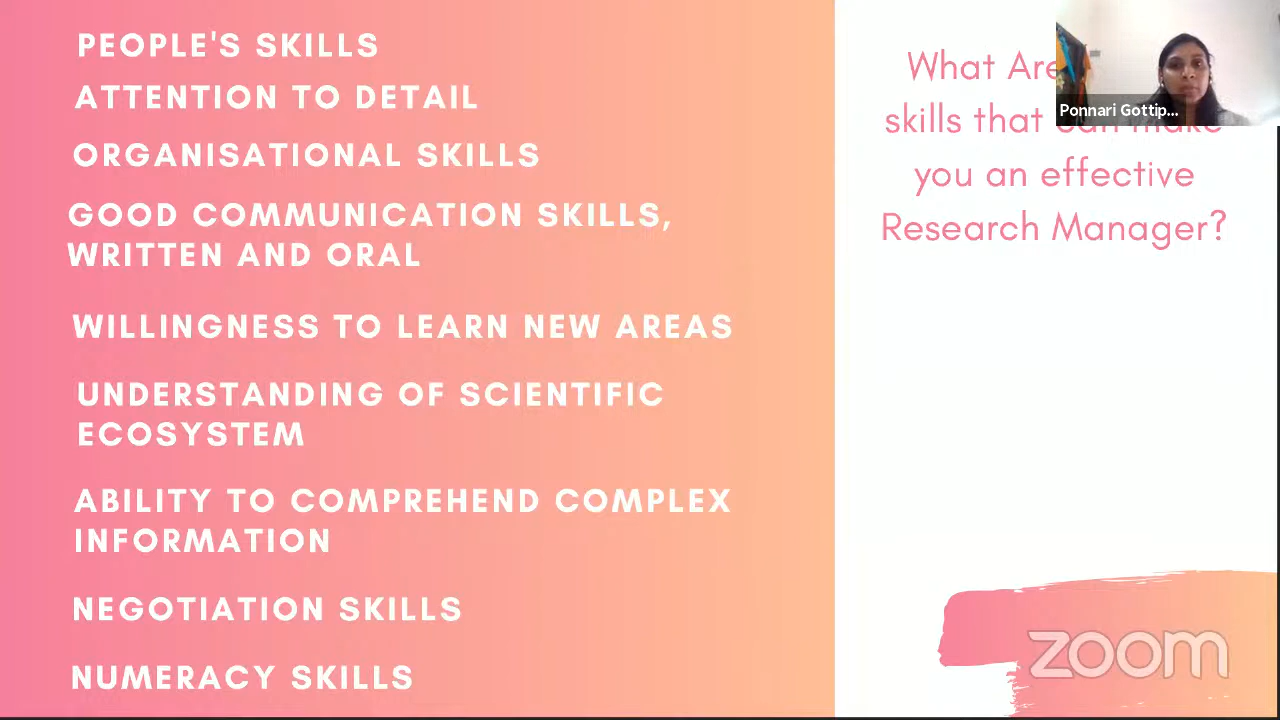 PEOPLE'S SKILLS
ATTENTION TO DETAIL
ORGANISATIONAL SKILLS
GOOD COMMUNICATION SKILLS,
WRITTEN AND ORAL
WILLINGNESS TO LEARN NEW AREAS
UNDERSTANDING OF SCIENTIFIC
ECOSYSTEM
ABILITY TO COMPREHEND COMPLEX
INFORMATION
NEGOTIATION SKILLS
NUMERACY SKILLS
What Are
skills that can make
you an effective
Research Manager?
Ponnari Gottip...
zoom